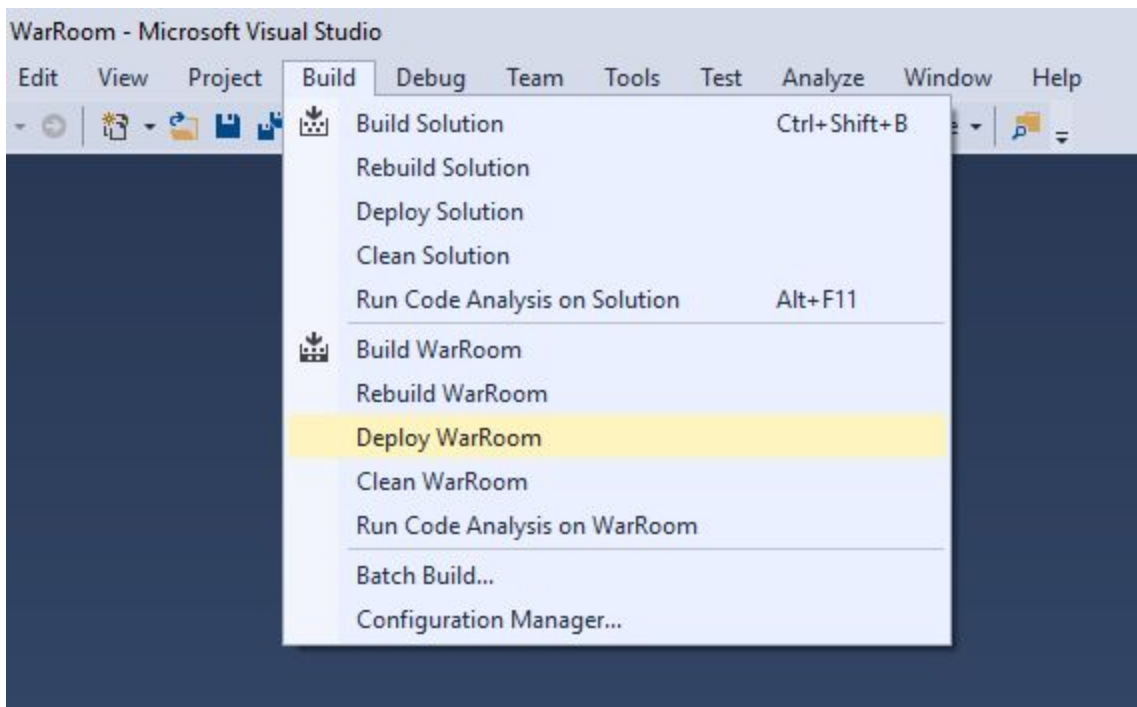 WarRoom - Microsoft Visual Studio
Edit View Project Build Debug Team Tools Test Analyze Window Help
Build Solution Ctrl+Shift+B
Rebuild Solution
Deploy Solution
Clean Solution
Run Code Analysis on Solution Alt+F11
Build WarRoom
Rebuild WarRoom
Deploy WarRoom
Clean WarRoom
Run Code Analysis on WarRoom
Batch Build...
Configuration Manager...